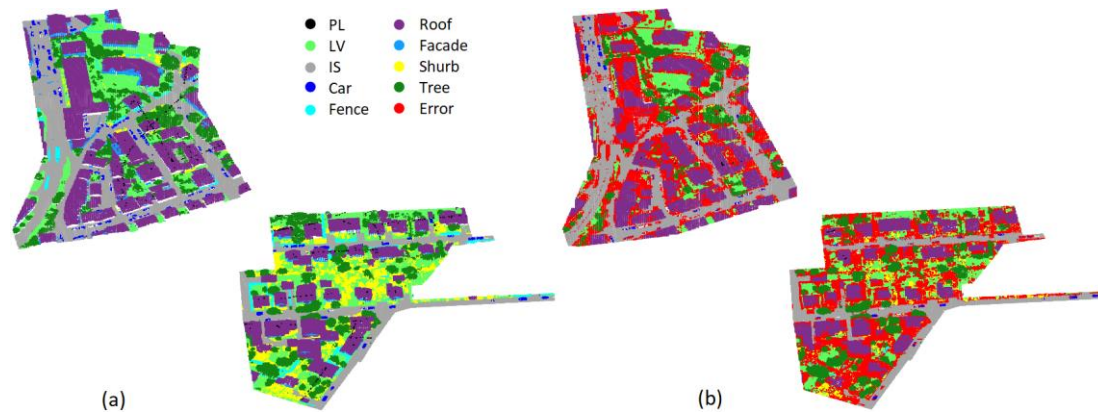 PL
LV
IS
Car
Fence
Roof
Facade
Shurb
Tree
Error
(a)
(b)